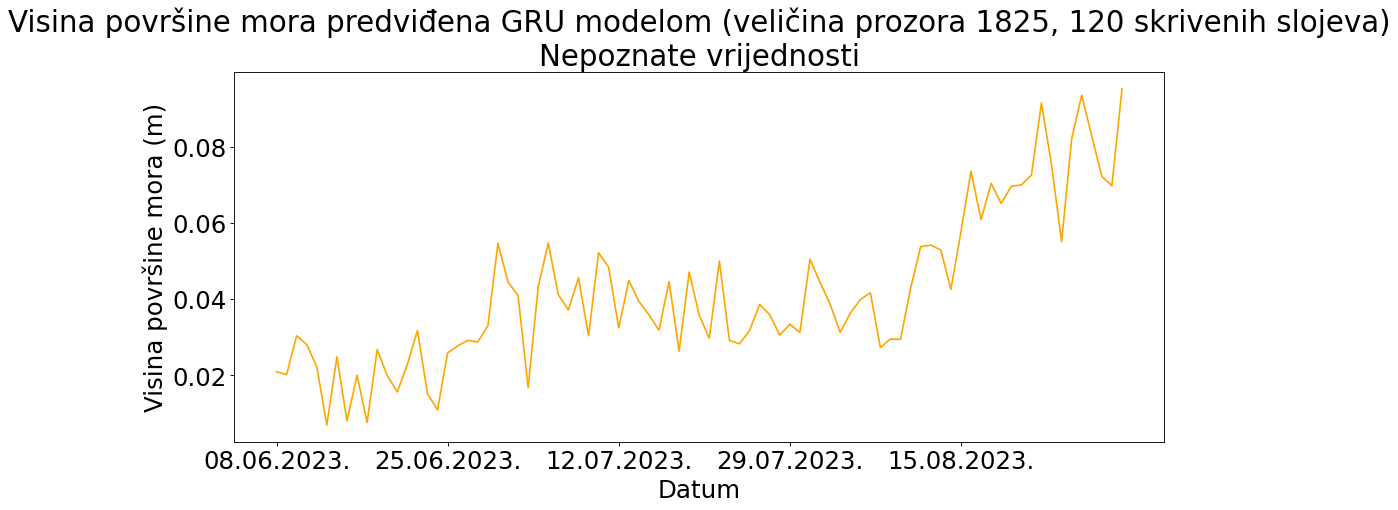 Visina površine mora predviđena GRU modelom (veličina prozora 1825, 120 skrivenih slojeva)
Nepoznate vrijednosti
Visina površine mora (m)
0.08
0.06
0.04
0.02
08.06.2023. 25.06.2023. 12.07.2023. 29.07.2023. 15.08.2023.
Datum